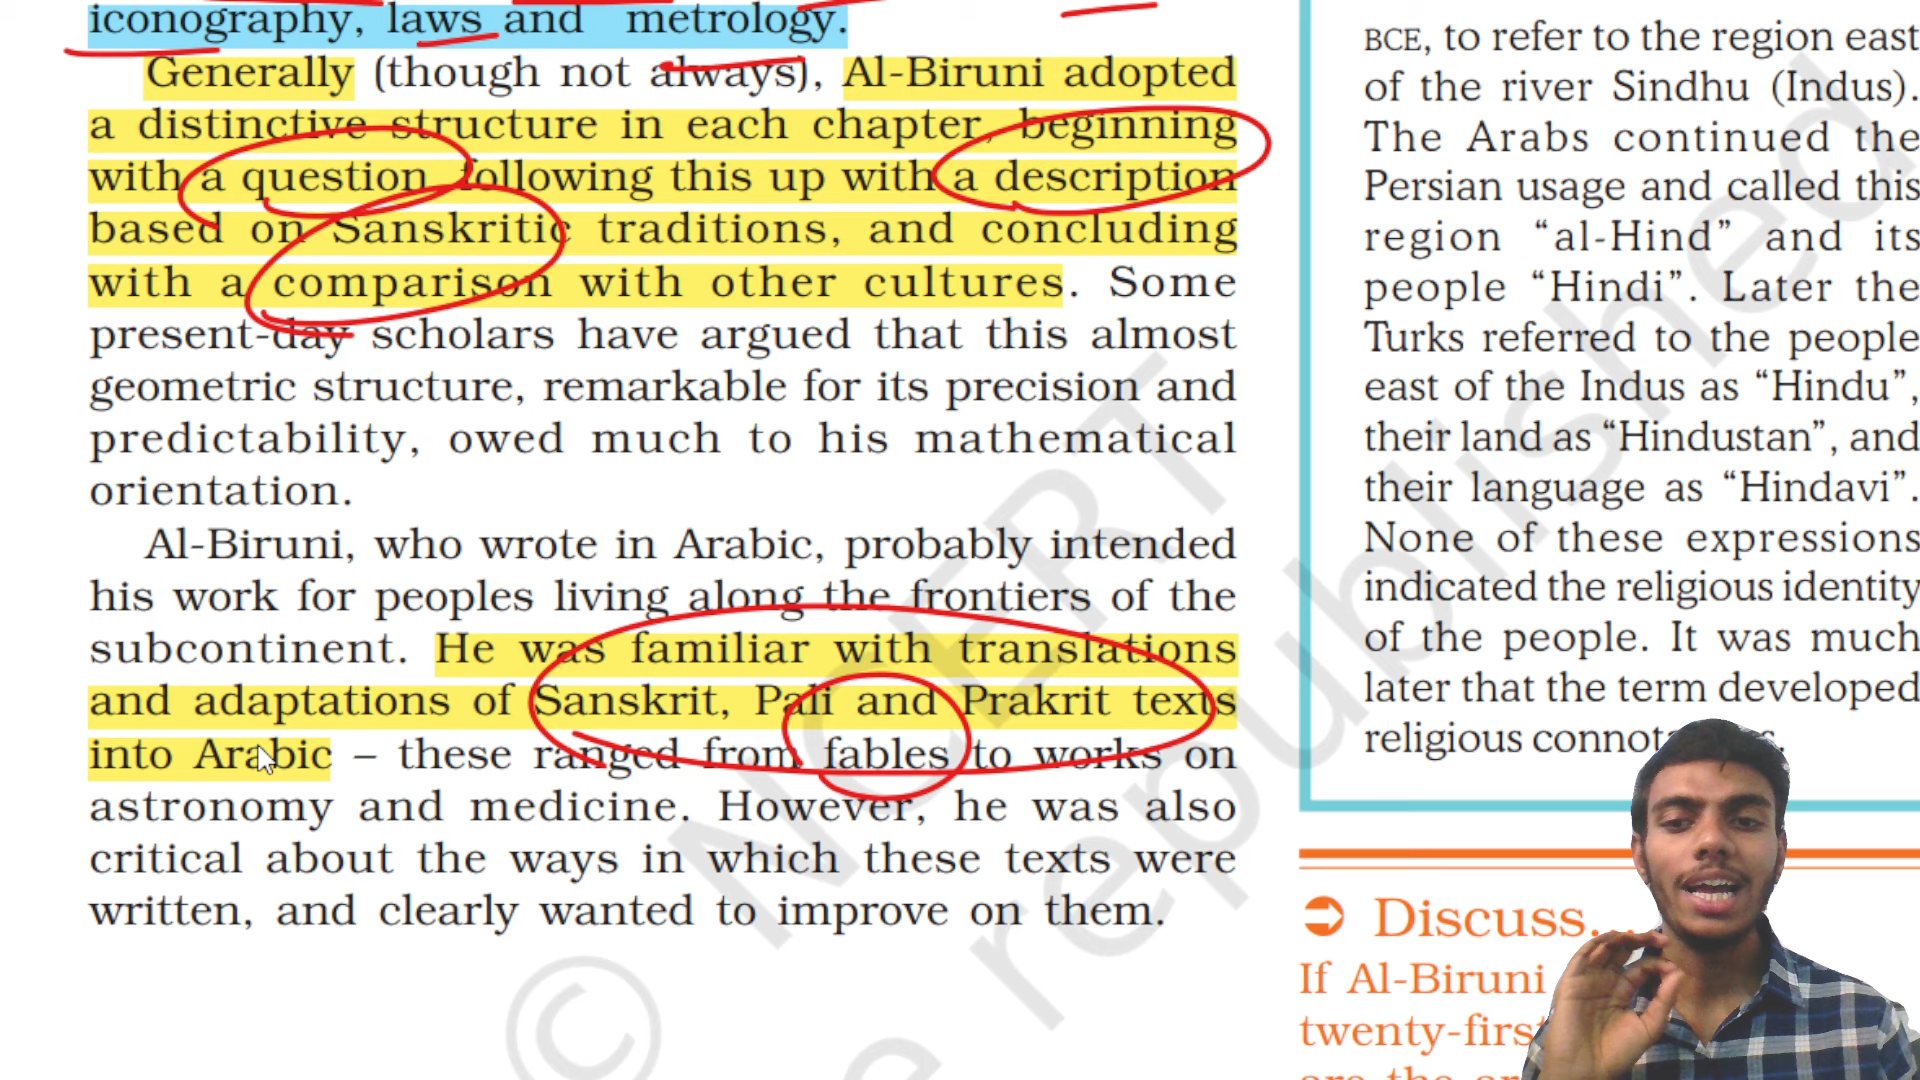 iconography, laws and metrology.
Generally (though not always), Al-Biruni adopted
a distinctive structure in each chapter, beginning
with a question, following this up with a description
based on Sanskritic traditions, and concluding
with a comparison with other cultures. Some
present-day scholars have argued that this almost
geometric structure, remarkable for its precision and
predictability, owed much to his mathematical
orientation.
Al-Biruni, who wrote in Arabic, probably intended
his work for peoples living along the frontiers of the
subcontinent. He was familiar with translations
and adaptations of Sanskrit, Pali and Prakrit texts
into Arabic – these ranged from fables to works on
astronomy and medicine. However, he was also
critical about the ways in which these texts were
written, and clearly wanted to improve on them.
BCE, to refer to the region east
of the river Sindhu (Indus).
The Arabs continued the
Persian usage and called this
region “al-Hind” and its
people “Hindi”. Later the
Turks referred to the people
east of the Indus as “Hindu”,
their land as “Hindustan”, and
their language as “Hindavi”.
None of these expressions
indicated the religious identity
of the people. It was much
later that the term developed
religious
Discuss...
If Al-Biruni
twenty-first
are the
© NCERT
republished